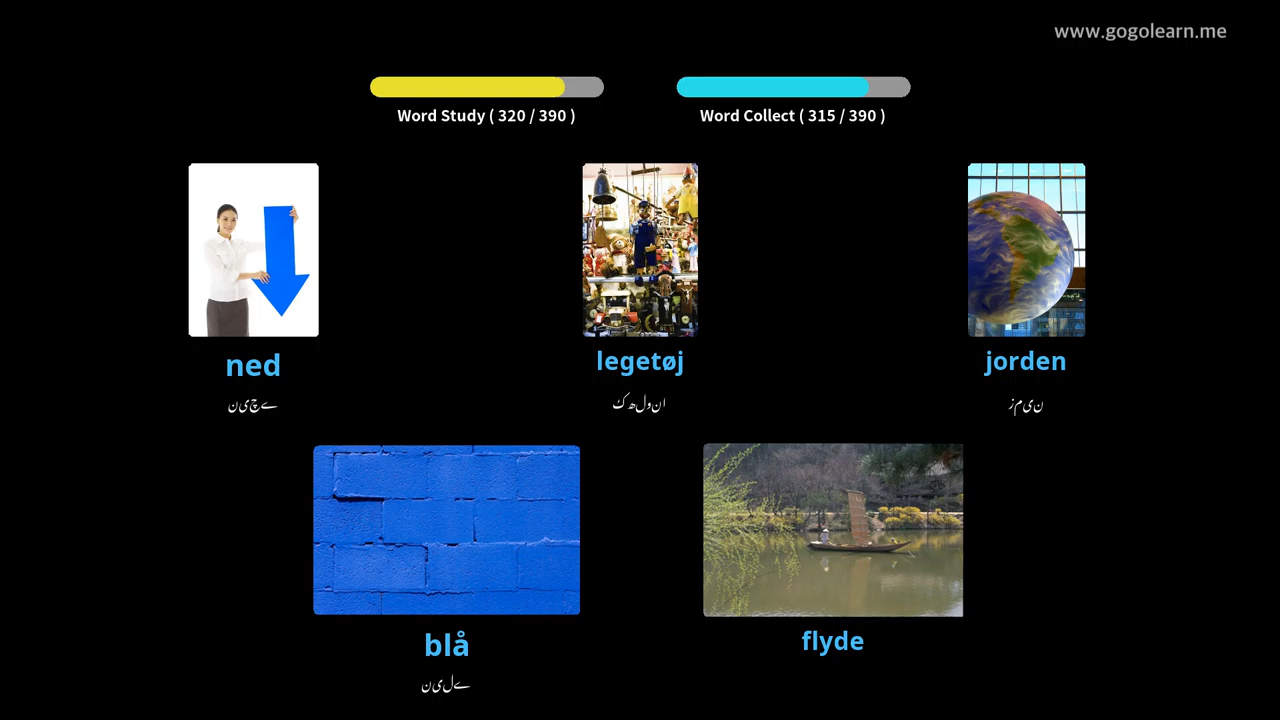 www.gogolearn.me
Word Study ( 320 / 390 )
Word Collect ( 315 / 390 )
ned
legetøj
jorden
نیچے
کھلونا
زمین
blå
flyde
نیلے